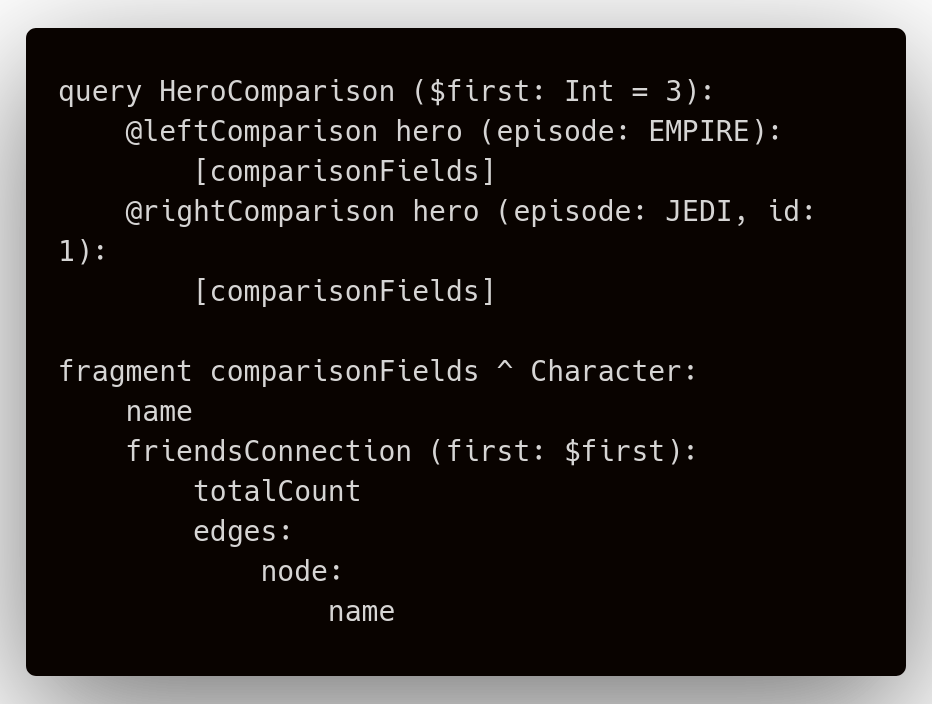 query HeroComparison ($first: Int = 3):
    @leftComparison hero (episode: EMPIRE):
        [comparisonFields]
    @rightComparison hero (episode: JEDI, id:
1):
        [comparisonFields]

fragment comparisonFields ^ Character:
    name
    friendsConnection (first: $first):
        totalCount
        edges:
            node:
                name